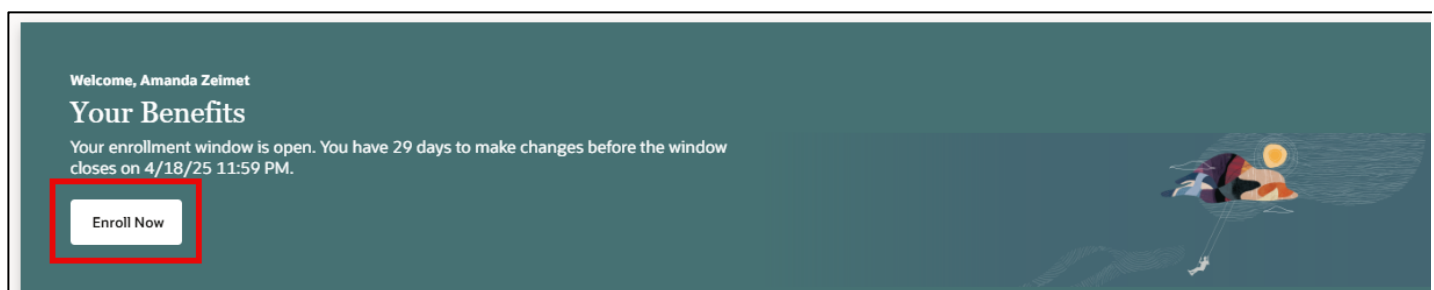 Welcome, Amanda Zeimet
Your Benefits
Your enrollment window is open. You have 29 days to make changes before the window
closes on 4/18/25 11:59 PM.
Enroll Now